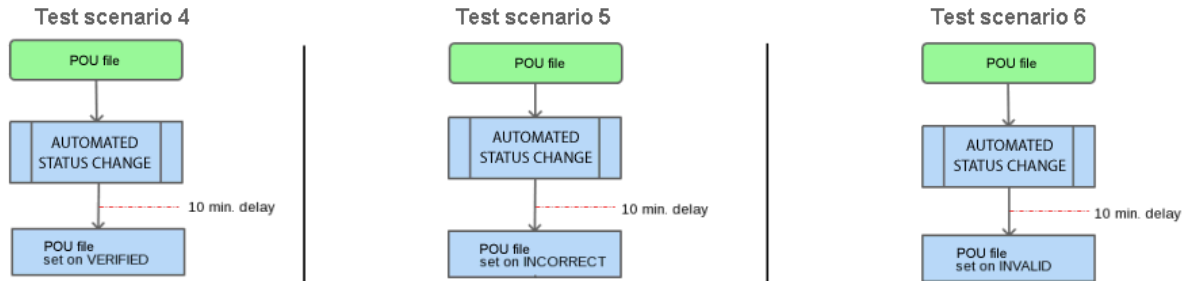 Test scenario 4
POU file
AUTOMATED
STATUS CHANGE
10 min. delay
POU file
set on VERIFIED
Test scenario 5
POU file
AUTOMATED
STATUS CHANGE
10 min. delay
POU file
set on INCORRECT
Test scenario 6
POU file
AUTOMATED
STATUS CHANGE
10 min. delay
POU file
set on INVALID